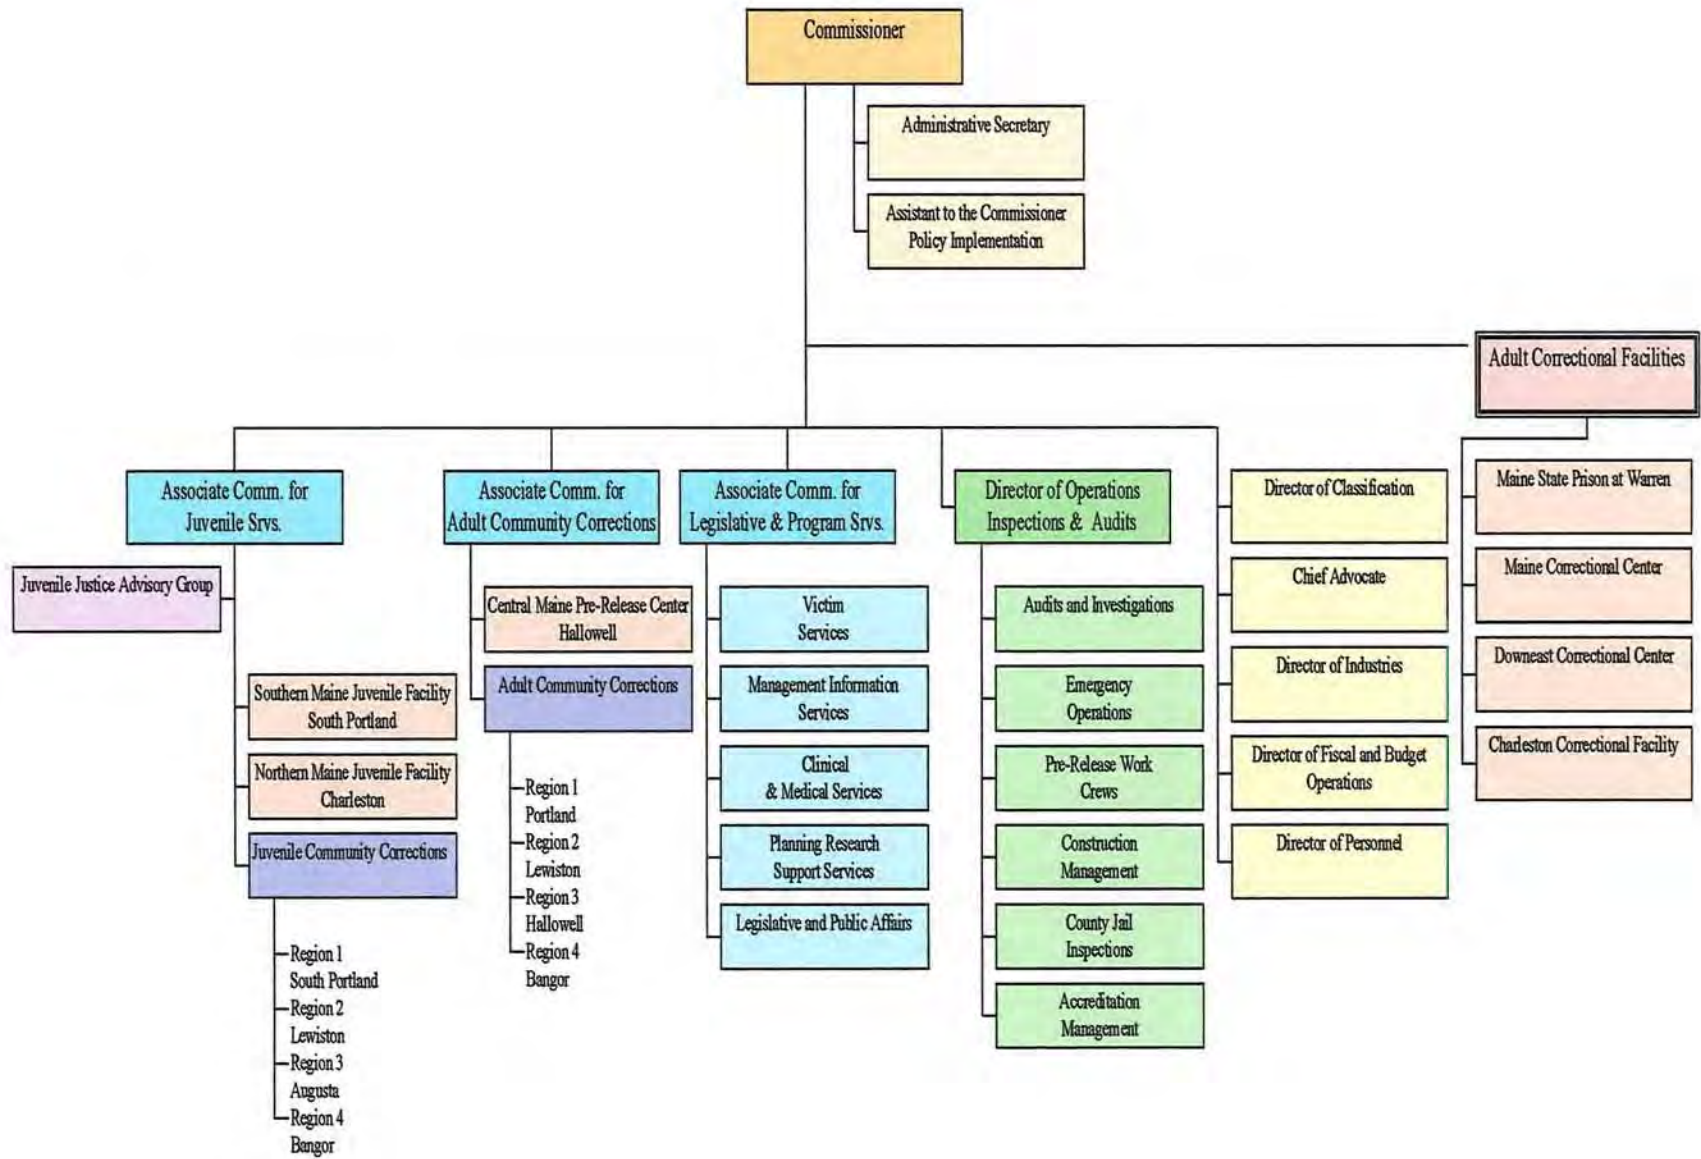 Commissioner
Administrative Secretary
Assistant to the Commissioner
Policy Implementation
Adult Correctional Facilities
Associate Comm. for
Juvenile Srvs.
Juvenile Justice Advisory Group
Southern Maine Juvenile Facility
South Portland
Northern Maine Juvenile Facility
Charleston
Juvenile Community Corrections
Region 1
South Portland
Region 2
Lewiston
Region 3
Augusta
Region 4
Bangor
Associate Comm. for
Adult Community Corrections
Central Maine Pre-Release Center
Hallowell
Adult Community Corrections
Region 1
Portland
Region 2
Lewiston
Region 3
Hallowell
Region 4
Bangor
Associate Comm. for
Legislative & Program Srvs.
Victim
Services
Management Information
Services
Clinical
& Medical Services
Planning Research
Support Services
Legislative and Public Affairs
Director of Operations
Inspections & Audits
Audits and Investigations
Emergency
Operations
Pre-Release Work
Crews
Construction
Management
County Jail
Inspections
Accreditation
Management
Director of Classification
Chief Advocate
Director of Industries
Director of Fiscal and Budget
Operations
Director of Personnel
Maine State Prison at Warren
Maine Correctional Center
Downeast Correctional Center
Charleston Correctional Facility